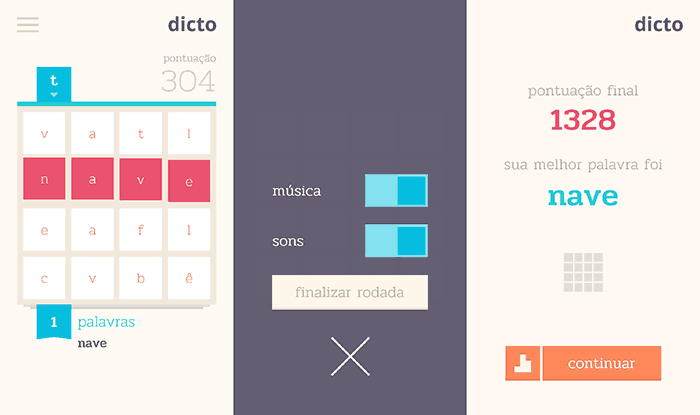 dicto
pontuação
304
t
v a t l
n a v e
e a f l
c v b ê
1 palavras
nave
música
sons
finalizar rodada
dicto
pontuação final
1328
sua melhor palavra foi
nave
continuar